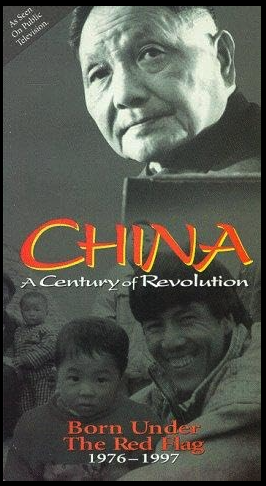 As Seen
On Public
Television.
CHINA
A Century of Revolution
Born Under
The Red Flag
1976–1997